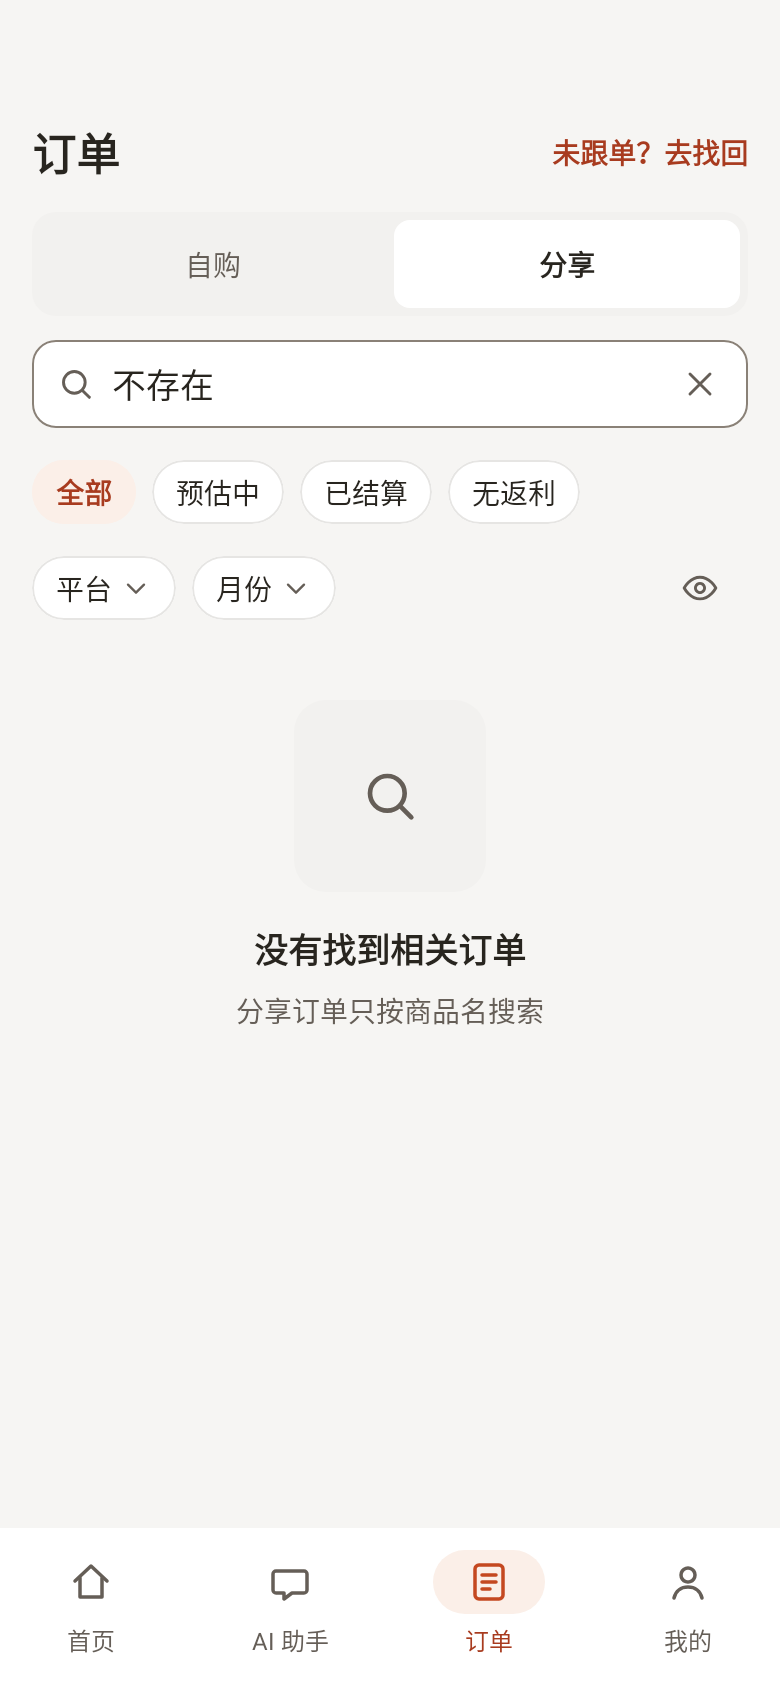 订单
未跟单？去找回
自购
分享
不存在
全部 预估中 已结算 无返利
平台 月份
没有找到相关订单
分享订单只按商品名搜索
首页 AI 助手 订单 我的